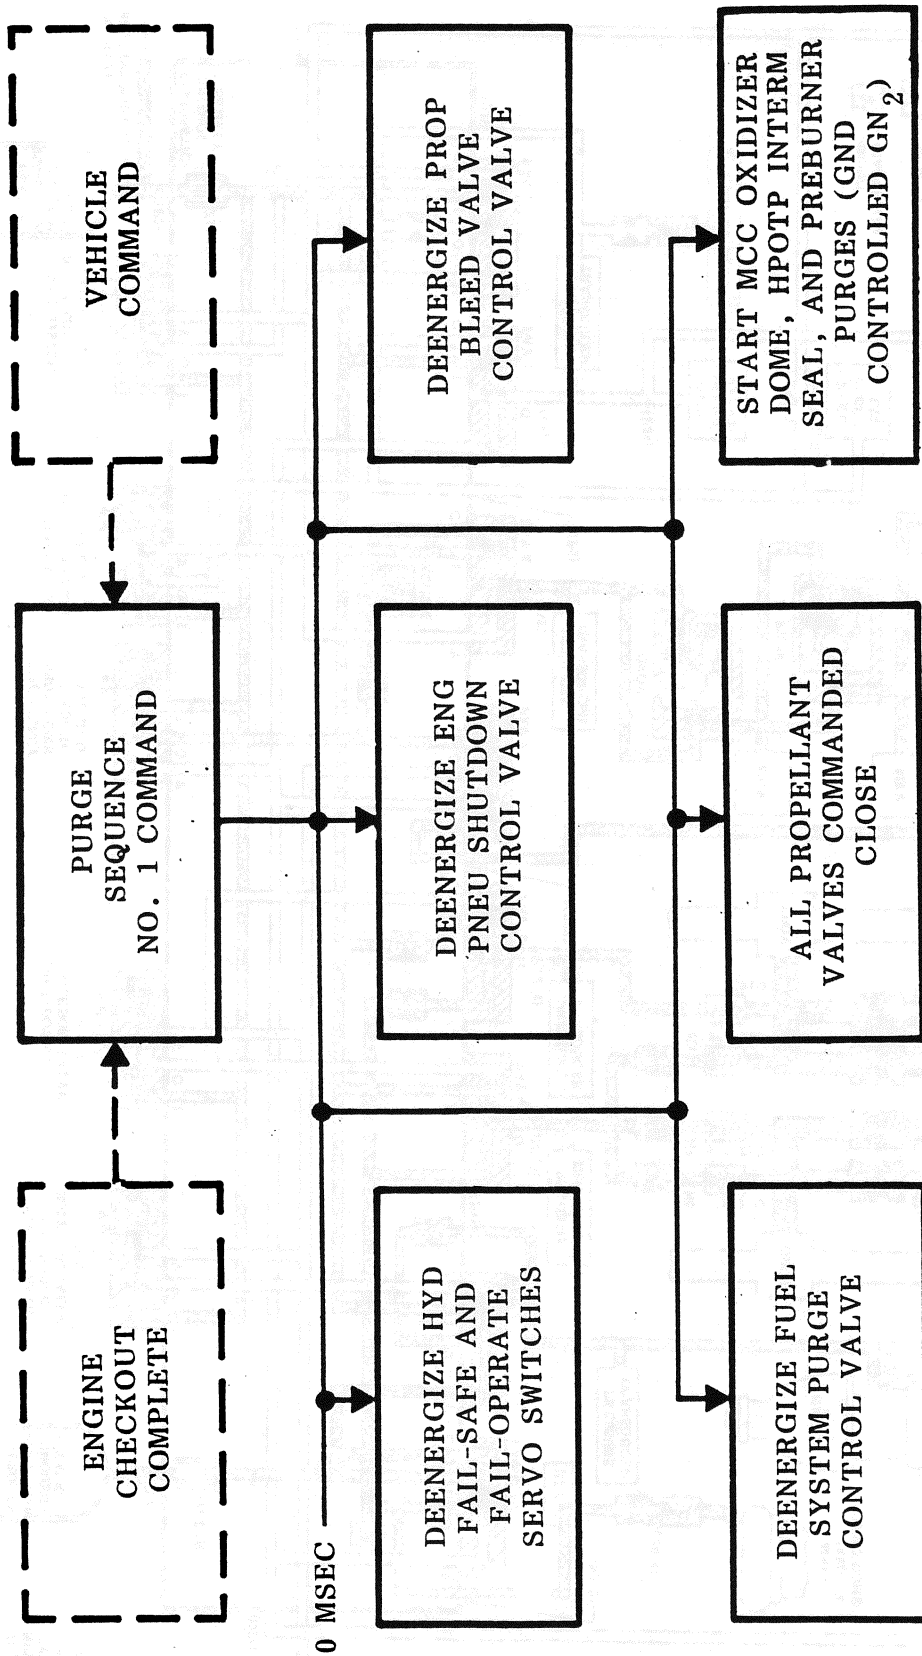 ENGINE
CHECKOUT
COMPLETE
PURGE
SEQUENCE
NO. 1 COMMAND
VEHICLE
COMMAND
0 MSEC
DEENERGIZE HYD
FAIL-SAFE AND
FAIL-OPERATE
SERVO SWITCHES
DEENERGIZE ENG
PNEU SHUTDOWN
CONTROL VALVE
DEENERGIZE PROP
BLEED VALVE
CONTROL VALVE
DEENERGIZE FUEL
SYSTEM PURGE
CONTROL VALVE
ALL PROPELLANT
VALVES COMMANDED
CLOSE
START MCC OXIDIZER
DOME, HPOTP INTERM
SEAL, AND PREBURNER
PURGES (GND
CONTROLLED GN₂)